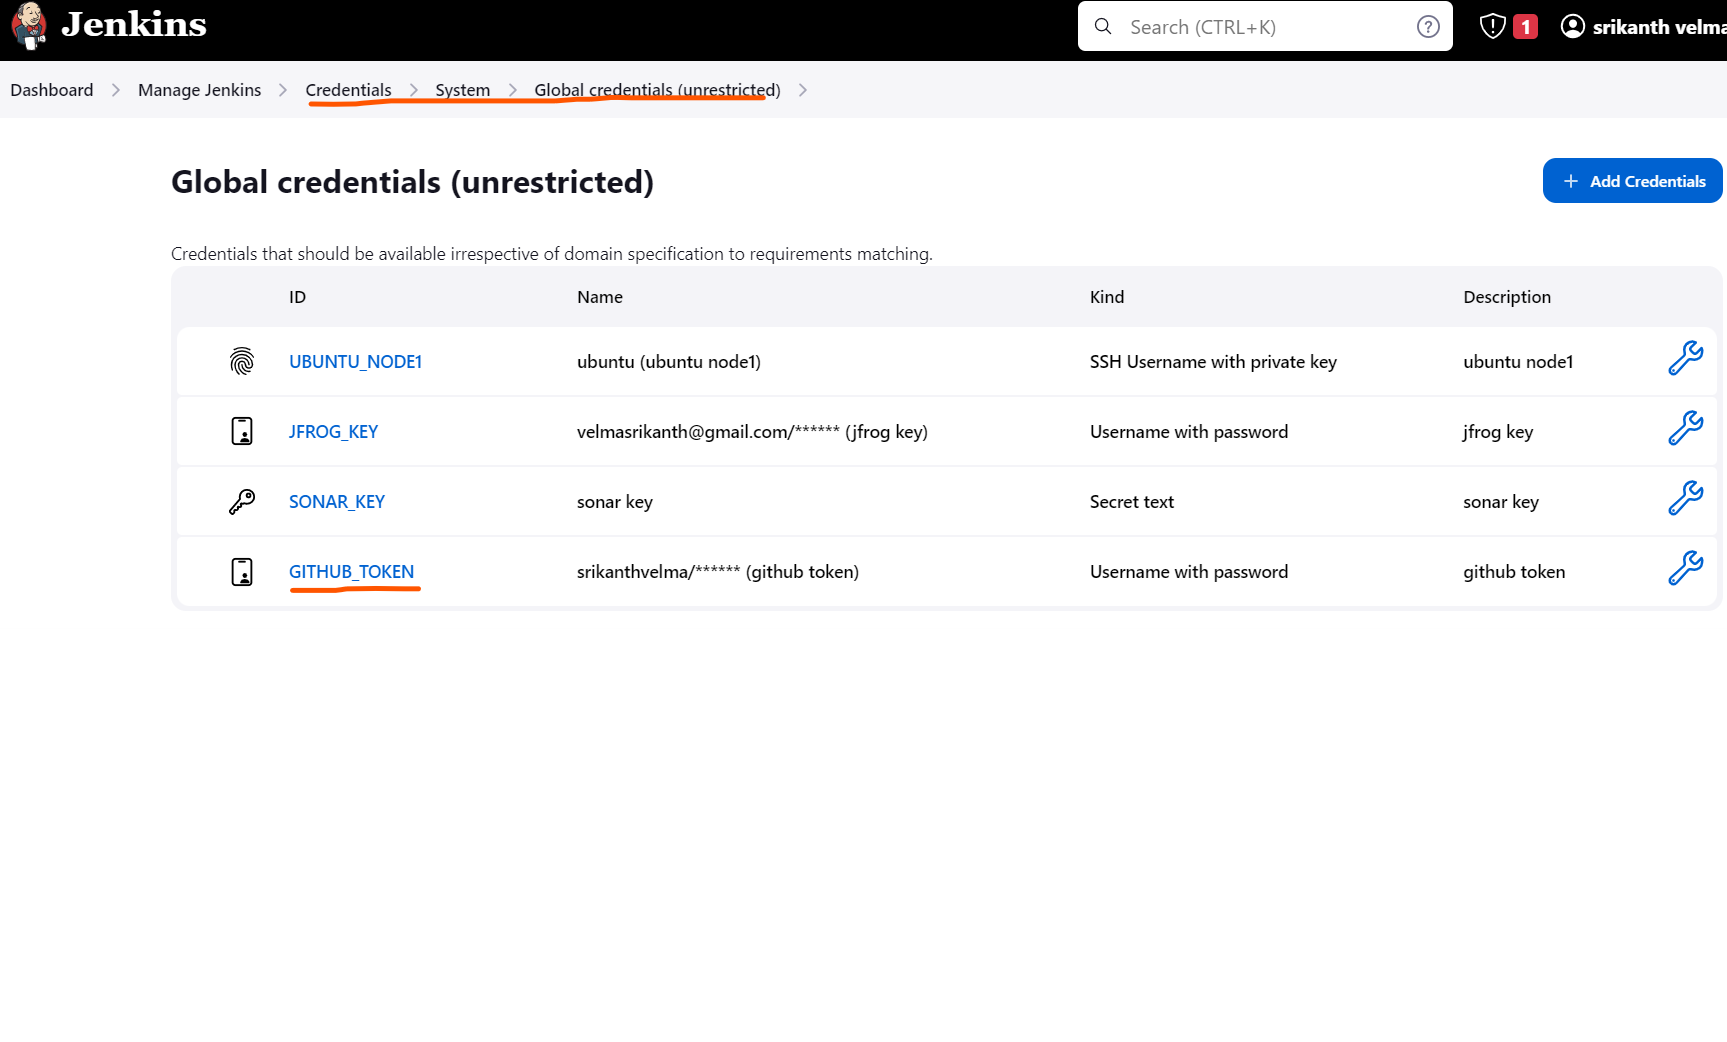 Jenkins
Search (CTRL+K)
1
srikanth velma
Dashboard > Manage Jenkins > Credentials > System > Global credentials (unrestricted) >
Global credentials (unrestricted)
+ Add Credentials
Credentials that should be available irrespective of domain specification to requirements matching.
ID Name Kind Description
UBUNTU_NODE1 ubuntu (ubuntu node1) SSH Username with private key ubuntu node1
JFROG_KEY velmasrikanth@gmail.com/****** (jfrog key) Username with password jfrog key
SONAR_KEY sonar key Secret text sonar key
GITHUB_TOKEN srikanthvelma/****** (github token) Username with password github token